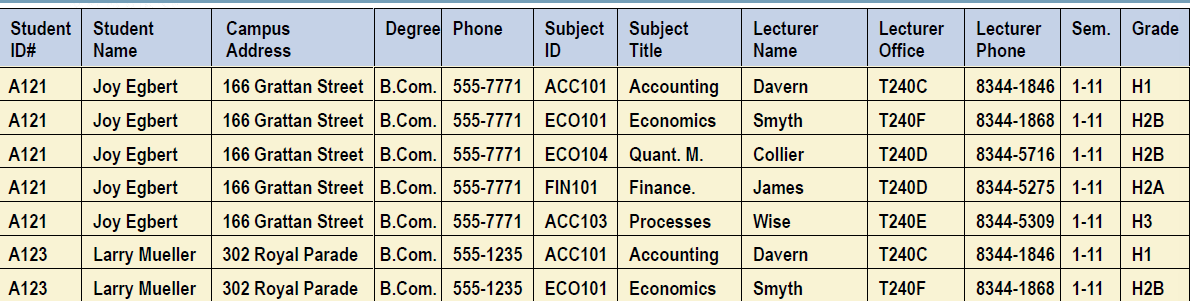 Student ID# Student Name Campus Address Degree Phone Subject ID Subject Title Lecturer Name Lecturer Office Lecturer Phone Sem. Grade
A121 Joy Egbert 166 Grattan Street B.Com. 555-7771 ACC101 Accounting Davern T240C 8344-1846 1-11 H1
A121 Joy Egbert 166 Grattan Street B.Com. 555-7771 ECO101 Economics Smyth T240F 8344-1868 1-11 H2B
A121 Joy Egbert 166 Grattan Street B.Com. 555-7771 ECO104 Quant. M. Collier T240D 8344-5716 1-11 H2B
A121 Joy Egbert 166 Grattan Street B.Com. 555-7771 FIN101 Finance. James T240D 8344-5275 1-11 H2A
A121 Joy Egbert 166 Grattan Street B.Com. 555-7771 ACC103 Processes Wise T240E 8344-5309 1-11 H3
A123 Larry Mueller 302 Royal Parade B.Com. 555-1235 ACC101 Accounting Davern T240C 8344-1846 1-11 H1
A123 Larry Mueller 302 Royal Parade B.Com. 555-1235 ECO101 Economics Smyth T240F 8344-1868 1-11 H2B